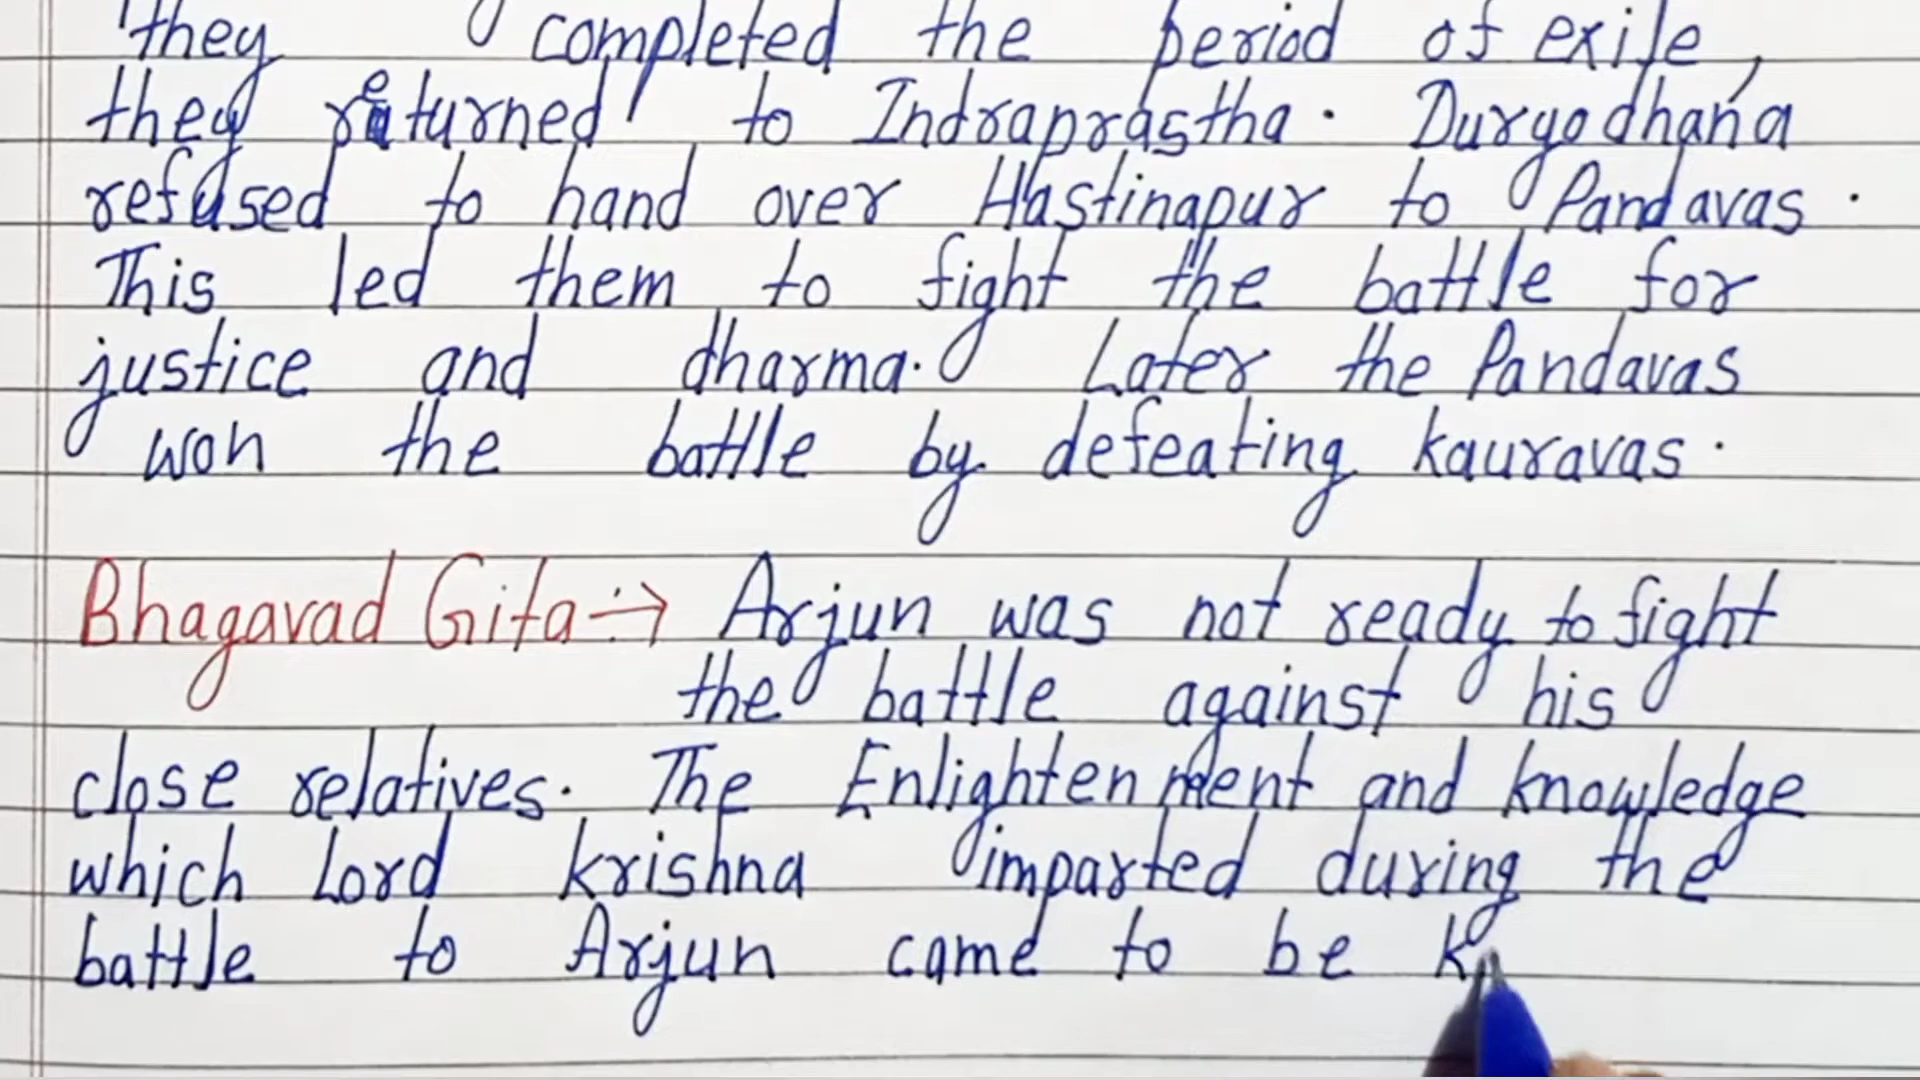 they completed the period of exile,
they returned to Indraprastha. Duryodhana
refused to hand over Hastinapur to Pandavas.
This led them to fight the battle for
justice and dharma. Later the Pandavas
won the battle by defeating kauravas.
Bhagavad Gita :→ Arjun was not ready to fight
the battle against his
close relatives. The Enlightenment and knowledge
which Lord krishna imparted during the
battle to Arjun came to be